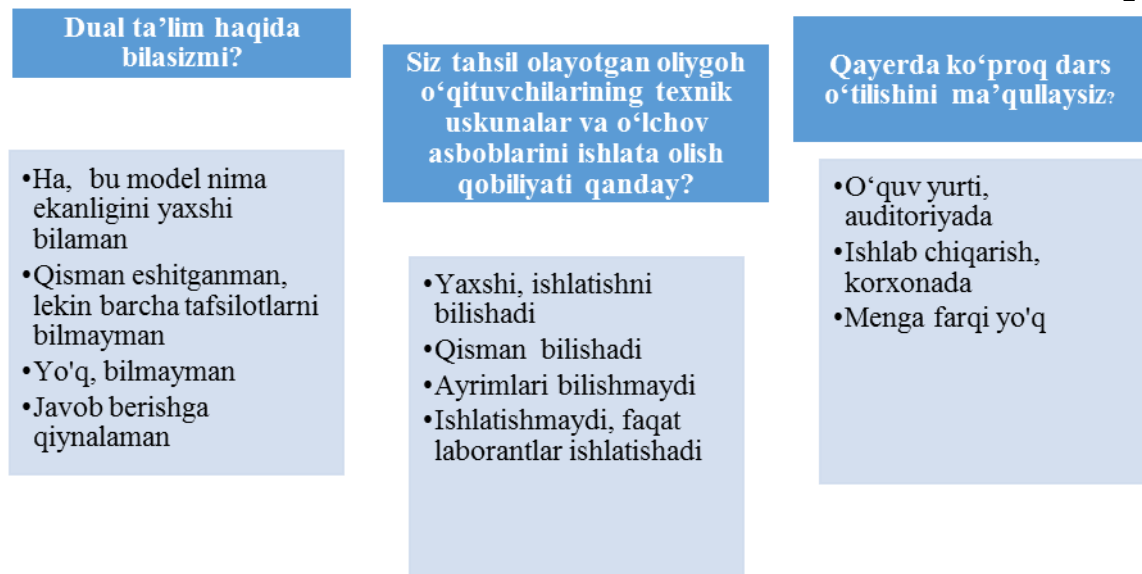 Dual ta’lim haqida
bilasizmi?
•Ha, bu model nima
ekanligini yaxshi
bilaman
•Qisman eshitganman,
lekin barcha tafsilotlarni
bilmayman
•Yo'q, bilmayman
•Javob berishga
qiynalaman
Siz tahsil olayotgan oliygoh
o‘qituvchilarining texnik
uskunalar va o‘lchov
asboblarini ishlata olish
qobiliyati qanday?
•Yaxshi, ishlatishni
bilishadi
•Qisman bilishadi
•Ayrimlari bilishmaydi
•Ishlatishmaydi, faqat
laborantlar ishlatishadi
Qayerda ko‘proq dars
o‘tilishini ma’qullaysiz?
•O‘quv yurti,
auditoriyada
•Ishlab chiqarish,
korxonada
•Menga farqi yo'q